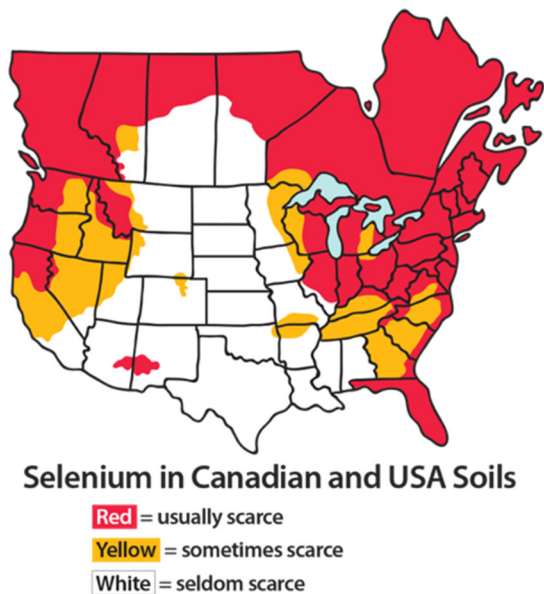 Selenium in Canadian and USA Soils
Red = usually scarce
Yellow = sometimes scarce
White = seldom scarce